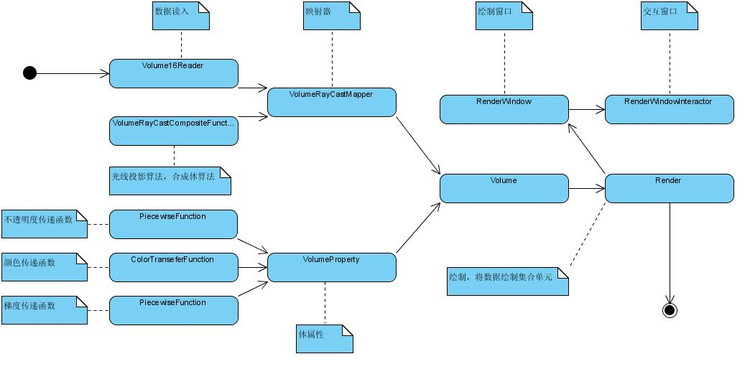 数据读入
映射器
绘制窗口
交互窗口
Volume16Reader
VolumeRayCastMapper
RenderWindow
RenderWindowInteractor
VolumeRayCastCompositeFunct...
光线投影算法，合成体算法
Volume
Render
不透明度传递函数
PiecewiseFunction
颜色传递函数
ColorTranseferFunction
VolumeProperty
绘制，将数据绘制集合单元
梯度传递函数
PiecewiseFunction
体属性